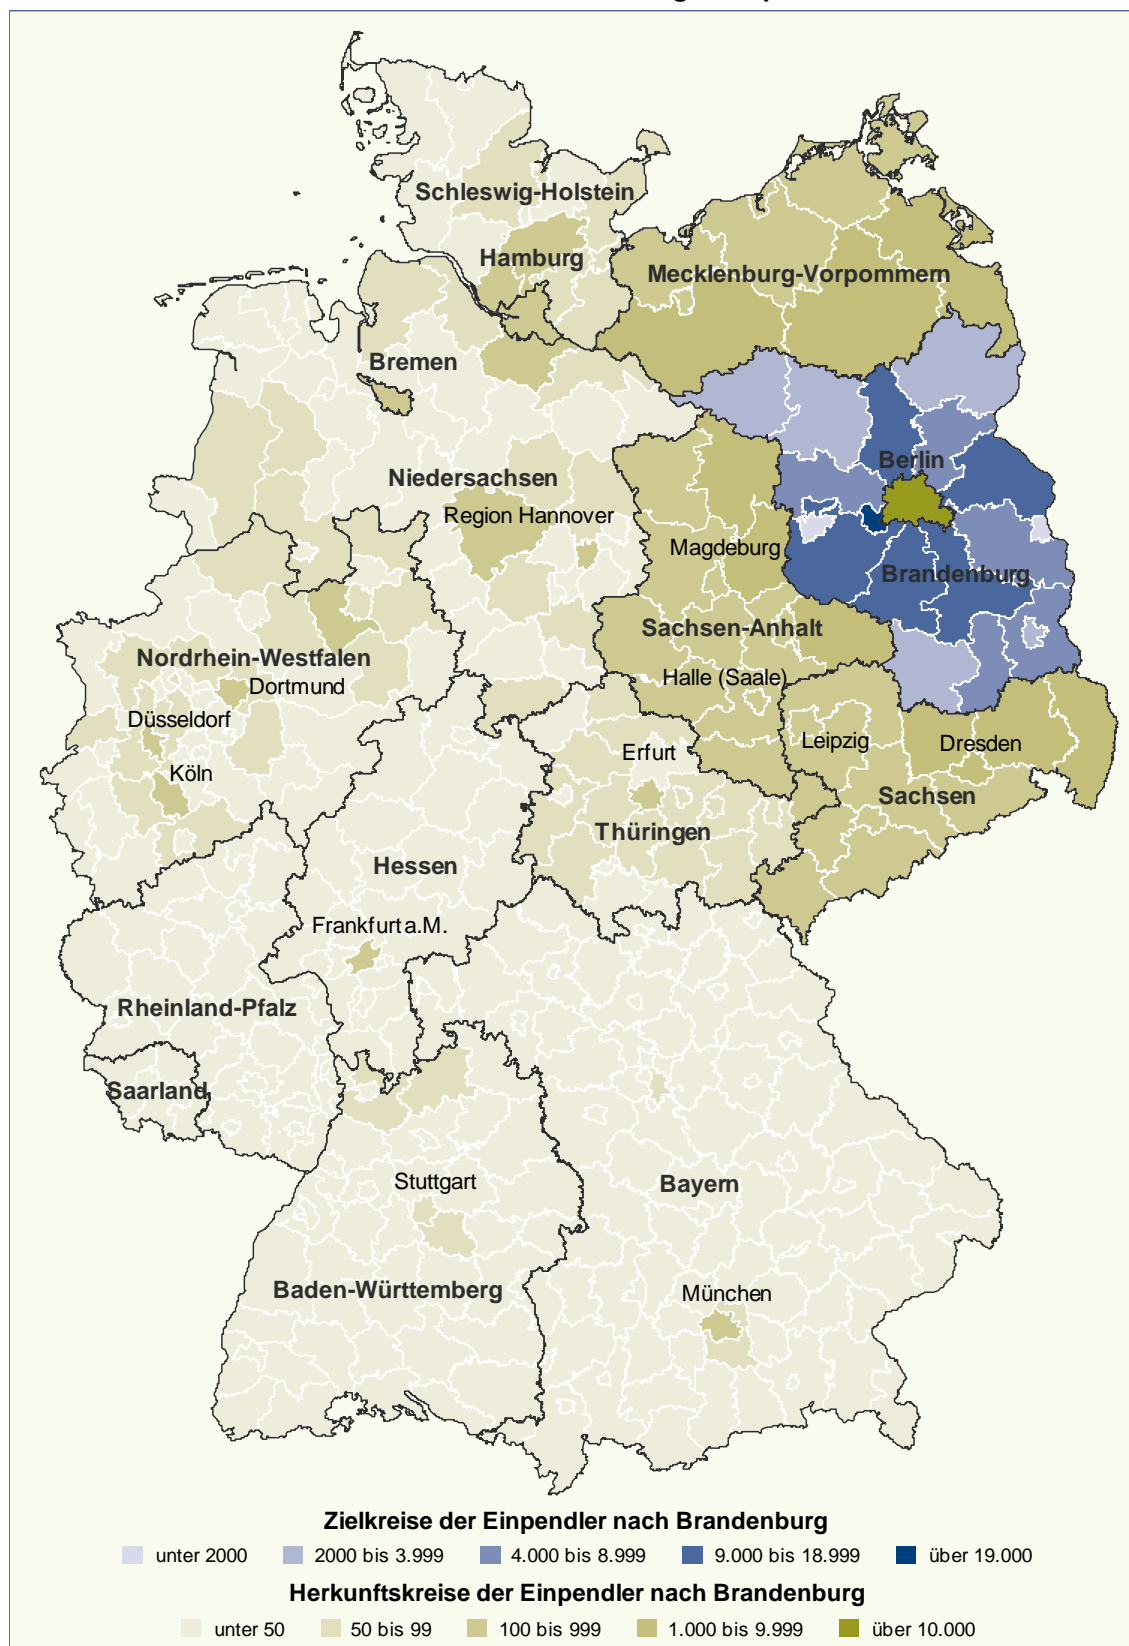 Schleswig-Holstein
Hamburg
Mecklenburg-Vorpommern
Bremen
Berlin
Niedersachsen
Region Hannover
Magdeburg
Brandenburg
Sachsen-Anhalt
Nordrhein-Westfalen
Halle (Saale)
Dortmund
Düsseldorf
Leipzig
Dresden
Erfurt
Köln
Sachsen
Thüringen
Hessen
Frankfurt a.M.
Rheinland-Pfalz
Saarland
Stuttgart
Bayern
Baden-Württemberg
München
Zielkreise der Einpendler nach Brandenburg
unter 2000 2000 bis 3.999 4.000 bis 8.999 9.000 bis 18.999 über 19.000
Herkunftskreise der Einpendler nach Brandenburg
unter 50 50 bis 99 100 bis 999 1.000 bis 9.999 über 10.000